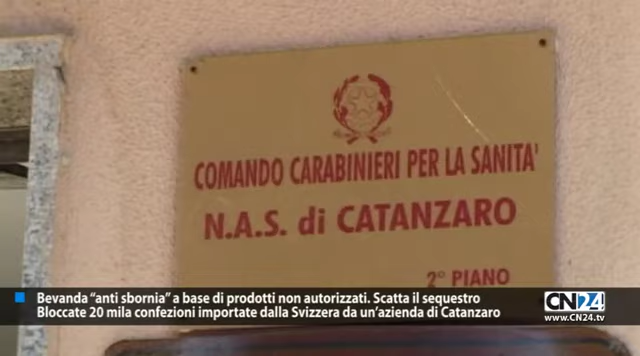 COMANDO CARABINIERI PER LA SANITA'
N.A.S. di CATANZARO
2° PIANO
Bevanda “anti sbornia” a base di prodotti non autorizzati. Scatta il sequestro
Bloccate 20 mila confezioni importate dalla Svizzera da un’azienda di Catanzaro
CN24
www.CN24.tv